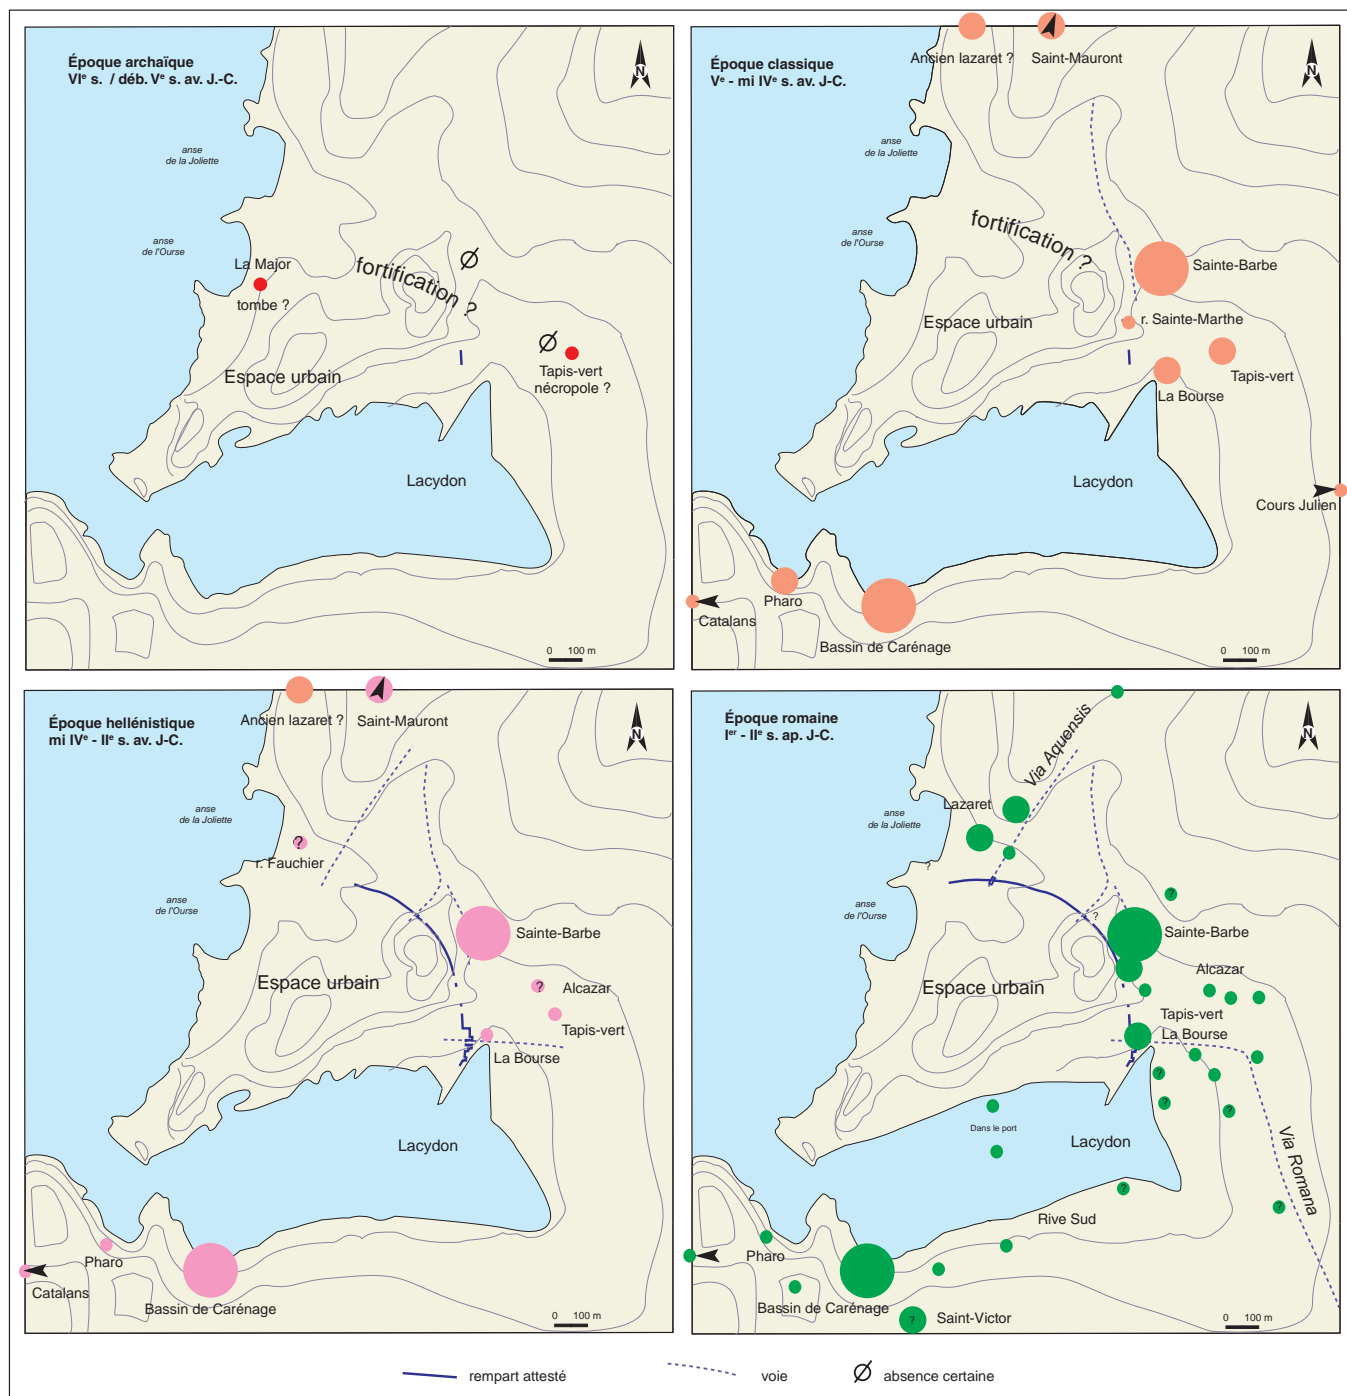 Époque archaïque
VIᵉ s. / déb. Vᵉ s. av. J.-C.
N
anse
de la Joliette
anse
de l'Ourse
La Major
tombe ?
fortification ?
Espace urbain
Tapis-vert
nécropole ?
Lacydon
0 100 m
Époque classique
Vᵉ - mi IVᵉ s. av. J-C.
Ancien lazaret ?
Saint-Mauront
N
anse
de la Joliette
anse
de l'Ourse
fortification ?
Sainte-Barbe
Espace urbain
r. Sainte-Marthe
Tapis-vert
La Bourse
Lacydon
Cours Julien
Pharo
Catalans
Bassin de Carénage
0 100 m
Époque hellénistique
mi IVᵉ - IIᵉ s. av. J-C.
Ancien lazaret ?
Saint-Mauront
N
anse
de la Joliette
?
r. Fauchier
anse
de l'Ourse
Sainte-Barbe
Espace urbain
?
Alcazar
Tapis-vert
La Bourse
Lacydon
Pharo
Catalans
Bassin de Carénage
0 100 m
Époque romaine
Iᵉʳ - IIᵉ s. ap. J-C.
Via Aquensis
N
Lazaret
anse
de la Joliette
?
anse
de l'Ourse
?
?
Sainte-Barbe
Espace urbain
Alcazar
Tapis-vert
La Bourse
?
?
?
Dans le port
Lacydon
Via Romana
?
?
Rive Sud
Pharo
Bassin de Carénage
?
Saint-Victor
0 100 m
rempart attesté
voie
absence certaine